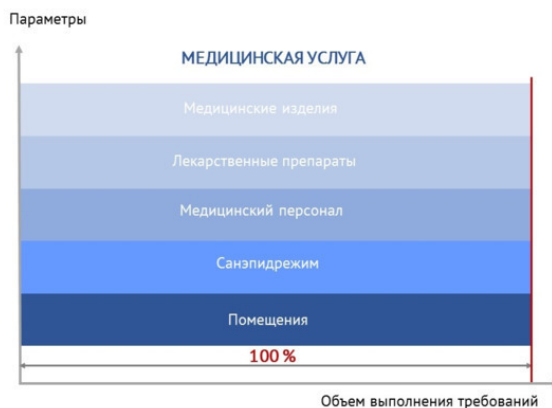 Параметры
МЕДИЦИНСКАЯ УСЛУГА
Медицинские изделия
Лекарственные препараты
Медицинский персонал
Санэпидрежим
Помещения
100 %
Объем выполнения требований